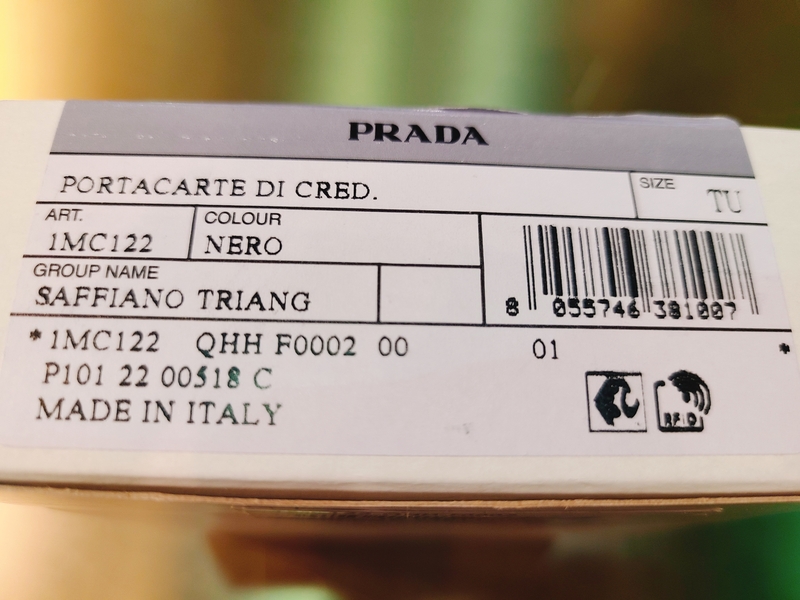 PRADA
PORTACARTE DI CRED.
SIZE
TU
ART.
1MC122
COLOUR
NERO
GROUP NAME
SAFFIANO TRIANG
8 055746 381007
*1MC122 QHH F0002 00 01 *
P101 22 00518 C
MADE IN ITALY
RFID